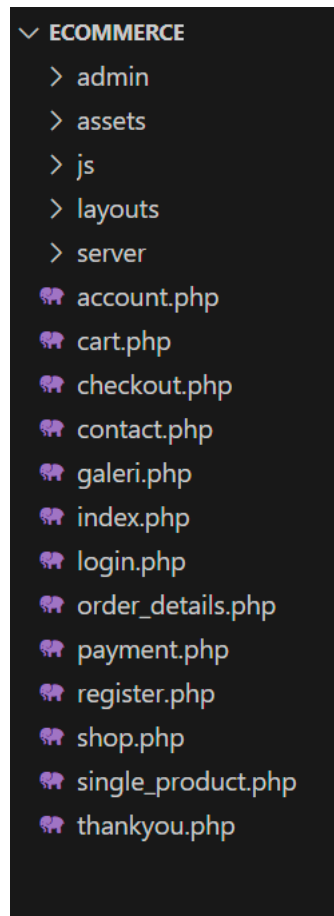 ECOMMERCE
admin
assets
js
layouts
server
account.php
cart.php
checkout.php
contact.php
galeri.php
index.php
login.php
order_details.php
payment.php
register.php
shop.php
single_product.php
thankyou.php